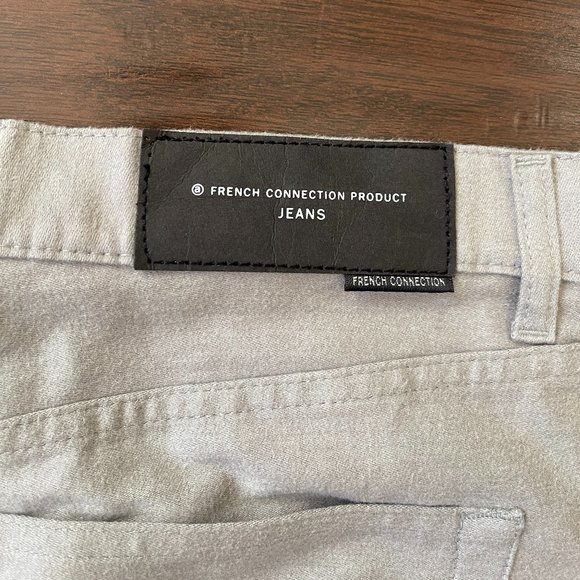 ⓐ FRENCH CONNECTION PRODUCT
JEANS
FRENCH CONNECTION